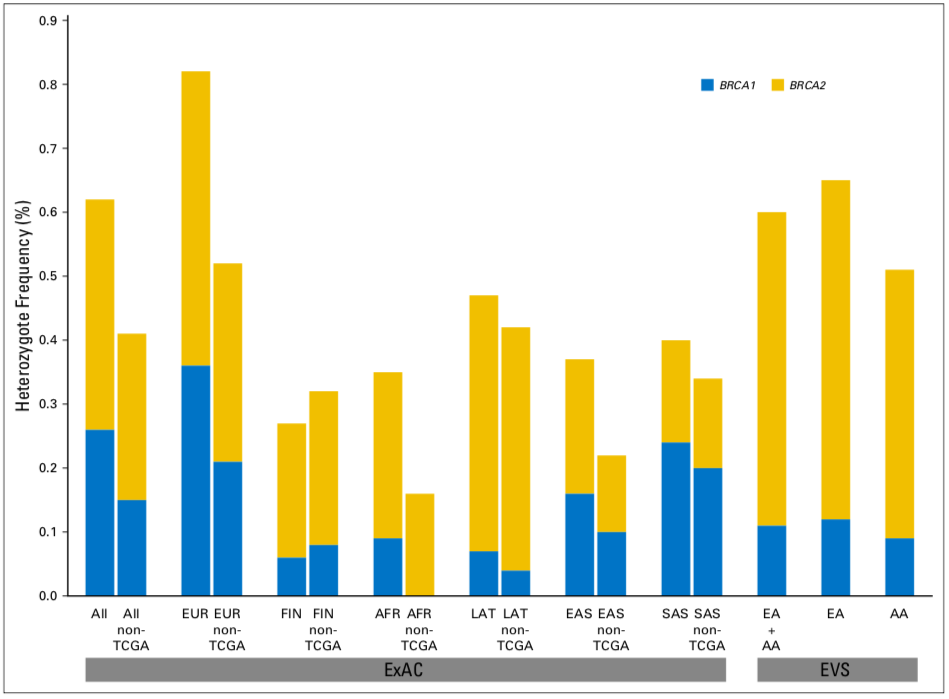 0.9
0.8
0.7
0.6
0.5
0.4
0.3
0.2
0.1
0.0
Heterozygote Frequency (%)
BRCA1 BRCA2
All
All
non-
TCGA
EUR
EUR
non-
TCGA
FIN
FIN
non-
TCGA
AFR
AFR
non-
TCGA
LAT
LAT
non-
TCGA
EAS
EAS
non-
TCGA
SAS
SAS
non-
TCGA
EA
+
AA
EA
AA
ExAC
EVS